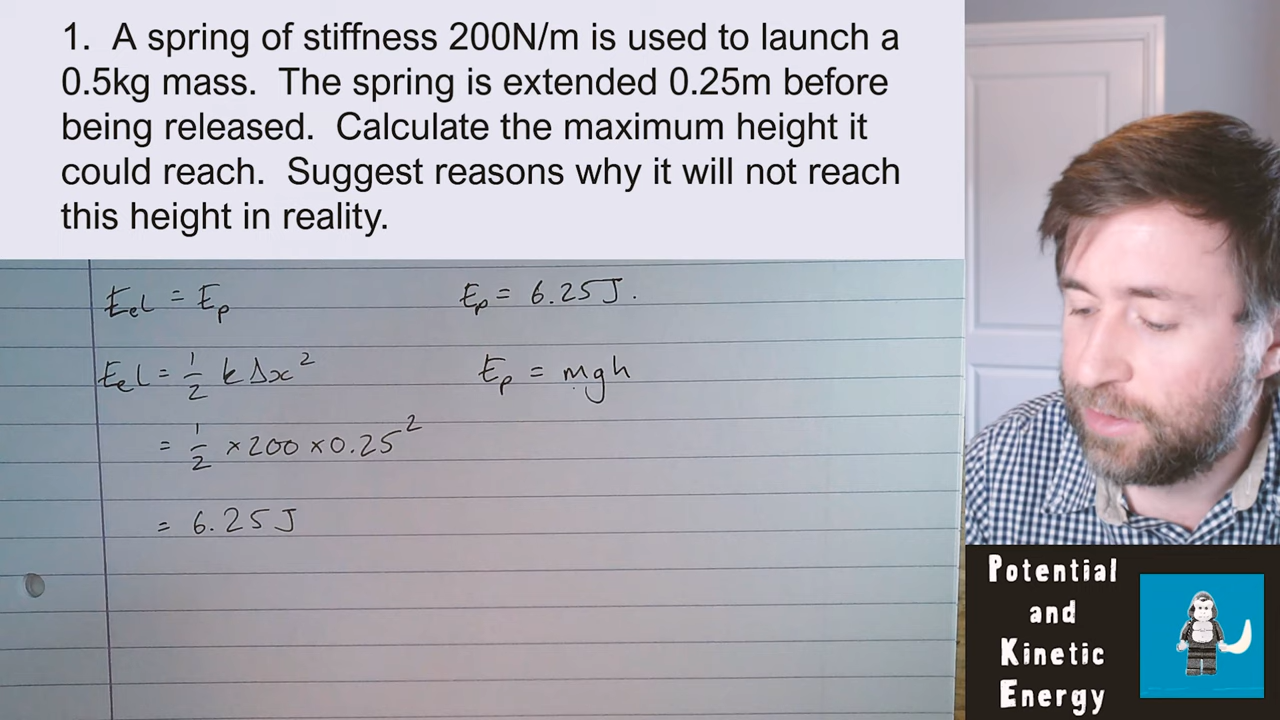 1. A spring of stiffness 200N/m is used to launch a
0.5kg mass. The spring is extended 0.25m before
being released. Calculate the maximum height it
could reach. Suggest reasons why it will not reach
this height in reality.
Eel = Ep
Eel = 1/2 k Δx²
= 1/2 × 200 × 0.25²
= 6.25 J
Ep = 6.25 J.
Ep = mgh
Potential
and
Kinetic
Energy